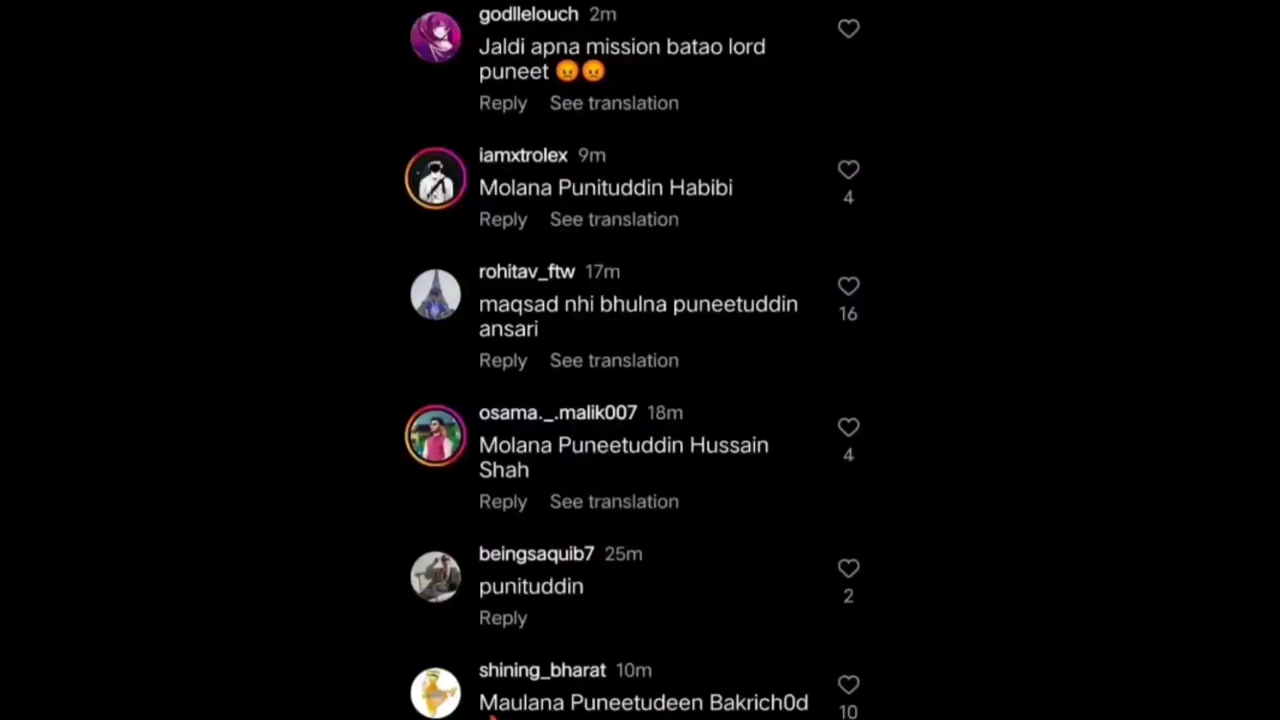 godllelouch 2m
Jaldi apna mission batao lord
puneet 😡😡
Reply See translation
iamxtrolex 9m
Molana Punituddin Habibi
4
Reply See translation
rohitav_ftw 17m
maqsad nhi bhulna puneetuddin
16
ansari
Reply See translation
osama._.malik007 18m
Molana Puneetuddin Hussain
4
Shah
Reply See translation
beingsaquib7 25m
punituddin
2
Reply
shining_bharat 10m
Maulana Puneetudeen Bakrich0d
10